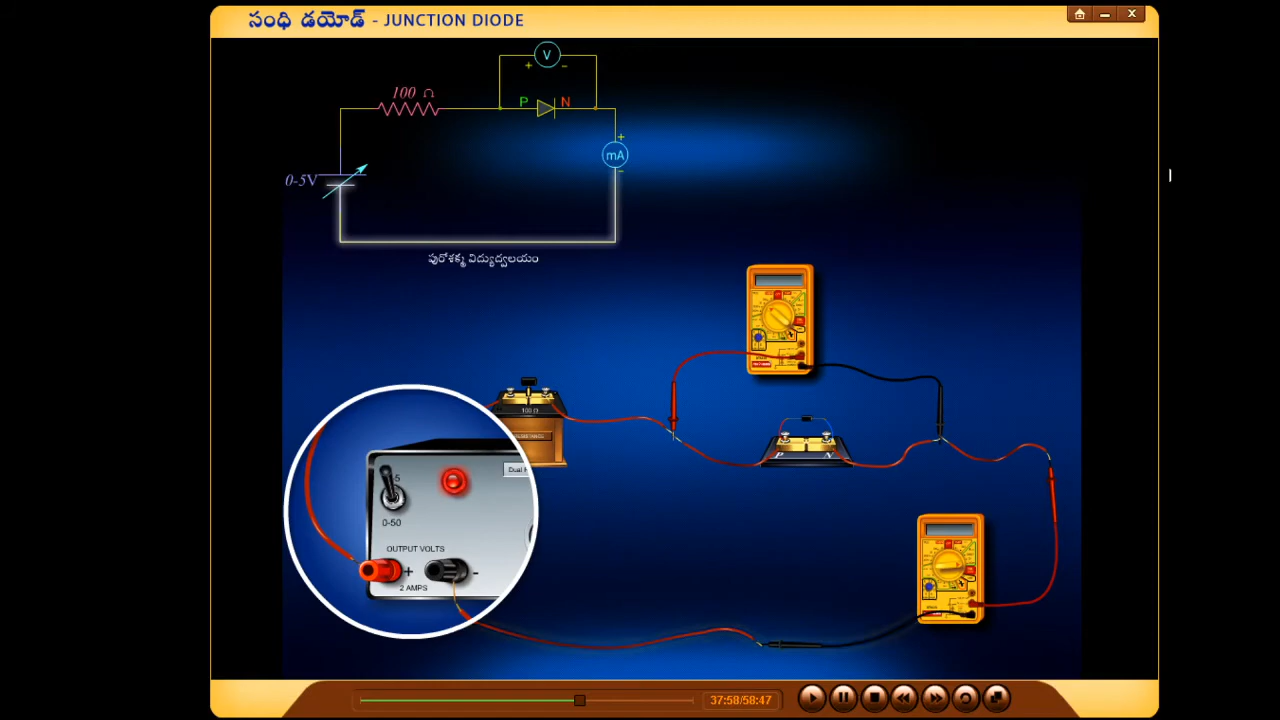 సంధి డయోడ్ - JUNCTION DIODE
V
+ -
100 Ω
P N
+
mA
-
0-5V
పురోశక్మ విద్యుద్వలయం
100 Ω
P N
0-50
OUTPUT VOLTS
+ -
2 AMPS
37:58/58:47